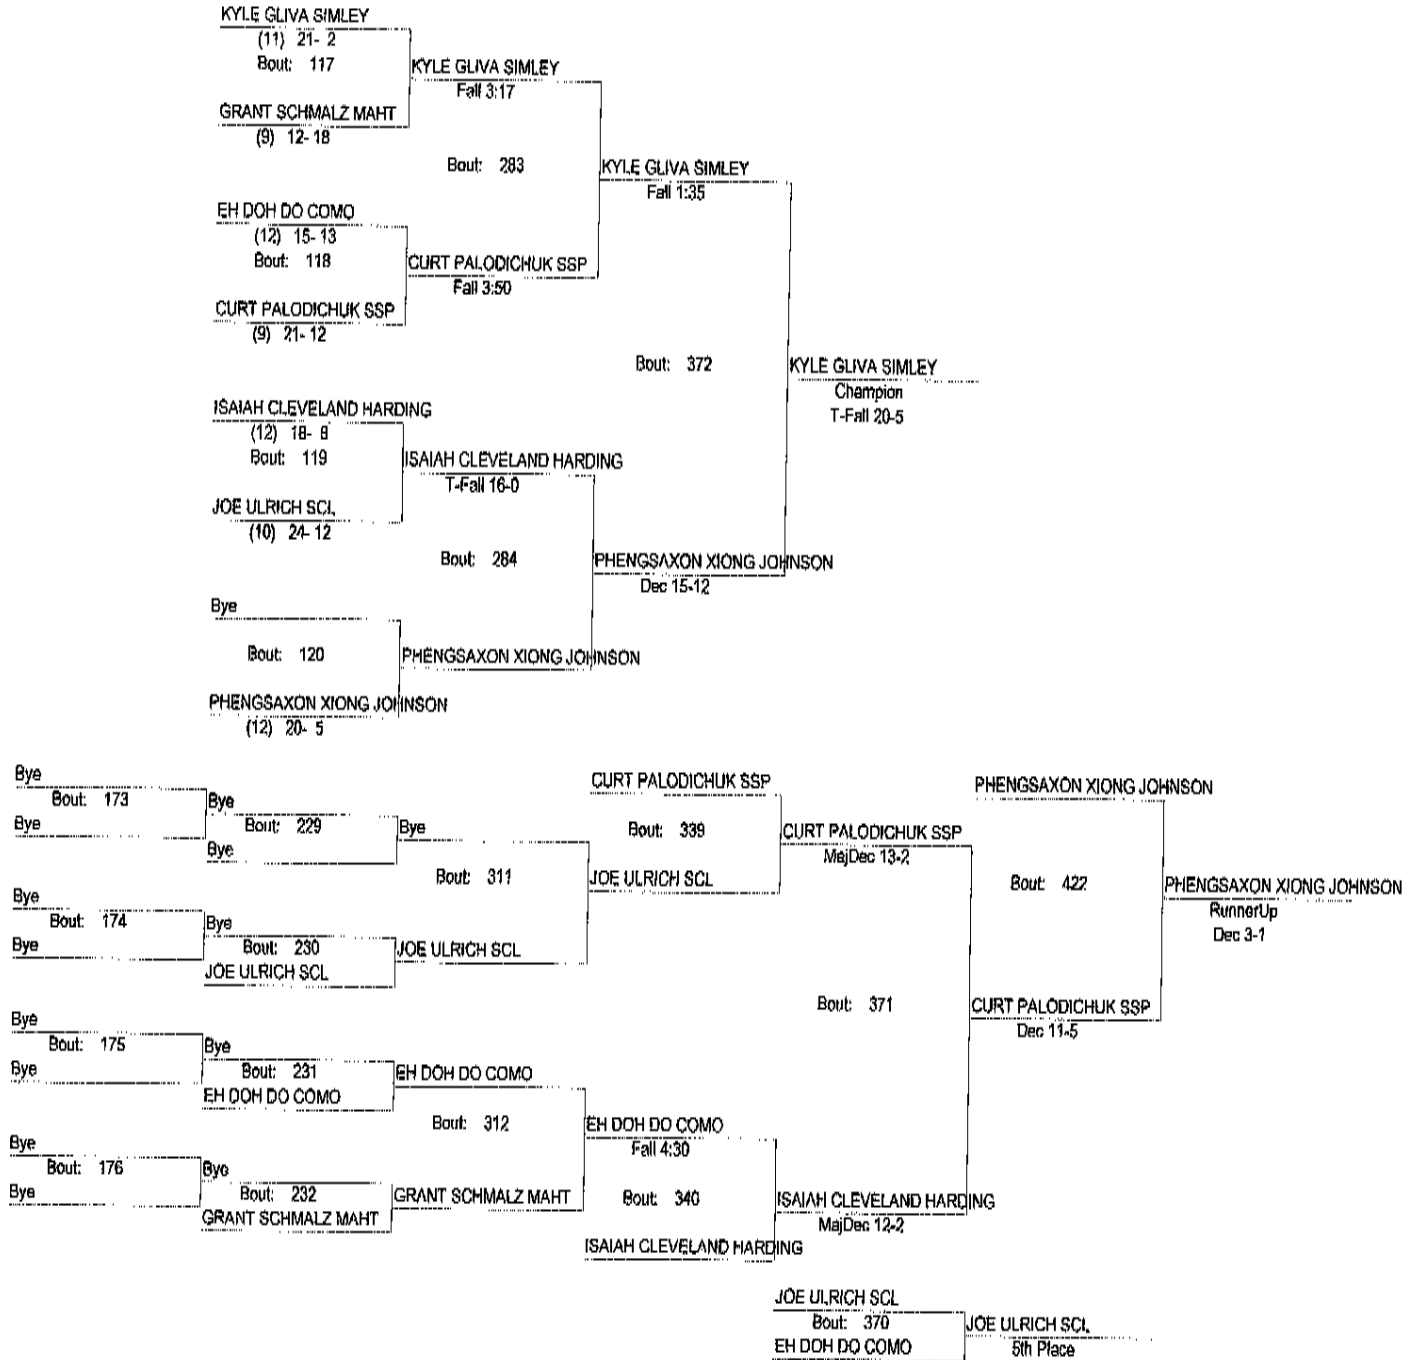 KYLE GLIVA SIMLEY
(11) 21- 2
Bout: 117
KYLE GLIVA SIMLEY
Fall 3:17
GRANT SCHMALZ MAHT
(9) 12- 18
Bout: 283
KYLE GLIVA SIMLEY
Fall 1:35
EH DOH DO COMO
(12) 15- 13
Bout: 118
CURT PALODICHUK SSP
Fall 3:50
CURT PALODICHUK SSP
(9) 21- 12
Bout: 372
KYLE GLIVA SIMLEY
Champion
T-Fall 20-5
ISAIAH CLEVELAND HARDING
(12) 18- 8
Bout: 119
ISAIAH CLEVELAND HARDING
T-Fall 16-0
JOE ULRICH SCL
(10) 24- 12
Bout: 284
PHENGSAXON XIONG JOHNSON
Dec 15-12
Bye
Bout: 120
PHENGSAXON XIONG JOHNSON
PHENGSAXON XIONG JOHNSON
(12) 20- 5
Bye
Bout: 173
Bye
Bye
Bout: 229
Bye
Bye
Bout: 311
CURT PALODICHUK SSP
Bout: 339
JOE ULRICH SCL
CURT PALODICHUK SSP
MajDec 13-2
PHENGSAXON XIONG JOHNSON
Bout: 422
PHENGSAXON XIONG JOHNSON
RunnerUp
Dec 3-1
Bye
Bout: 174
Bye
Bye
Bout: 230
JOE ULRICH SCL
JOE ULRICH SCL
Bout: 371
CURT PALODICHUK SSP
Dec 11-5
Bye
Bout: 175
Bye
Bye
Bout: 231
EH DOH DO COMO
EH DOH DO COMO
Bout: 312
EH DOH DO COMO
Fall 4:30
Bye
Bout: 176
Bye
Bye
Bout: 232
GRANT SCHMALZ MAHT
GRANT SCHMALZ MAHT
Bout: 340
ISAIAH CLEVELAND HARDING
MajDec 12-2
ISAIAH CLEVELAND HARDING
JOE ULRICH SCL
Bout: 370
EH DOH DO COMO
JOE ULRICH SCL
5th Place